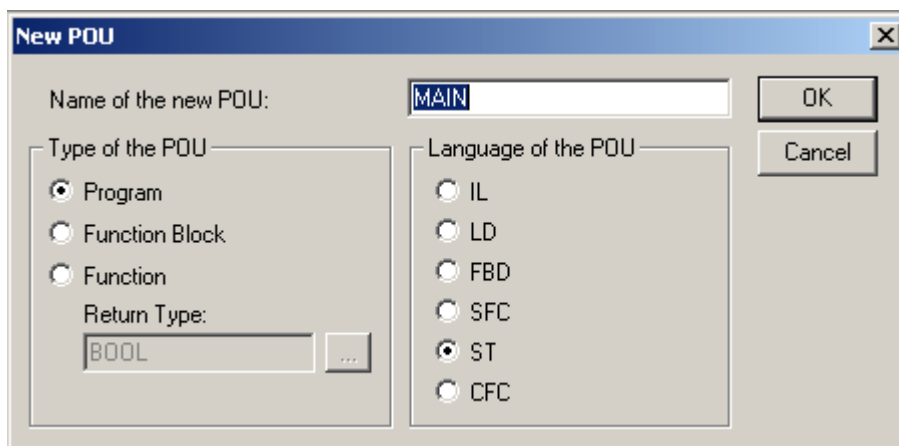 New POU
Name of the new POU:
MAIN
OK
Cancel
Type of the POU
Program
Function Block
Function
Return Type:
BOOL
...
Language of the POU
IL
LD
FBD
SFC
ST
CFC